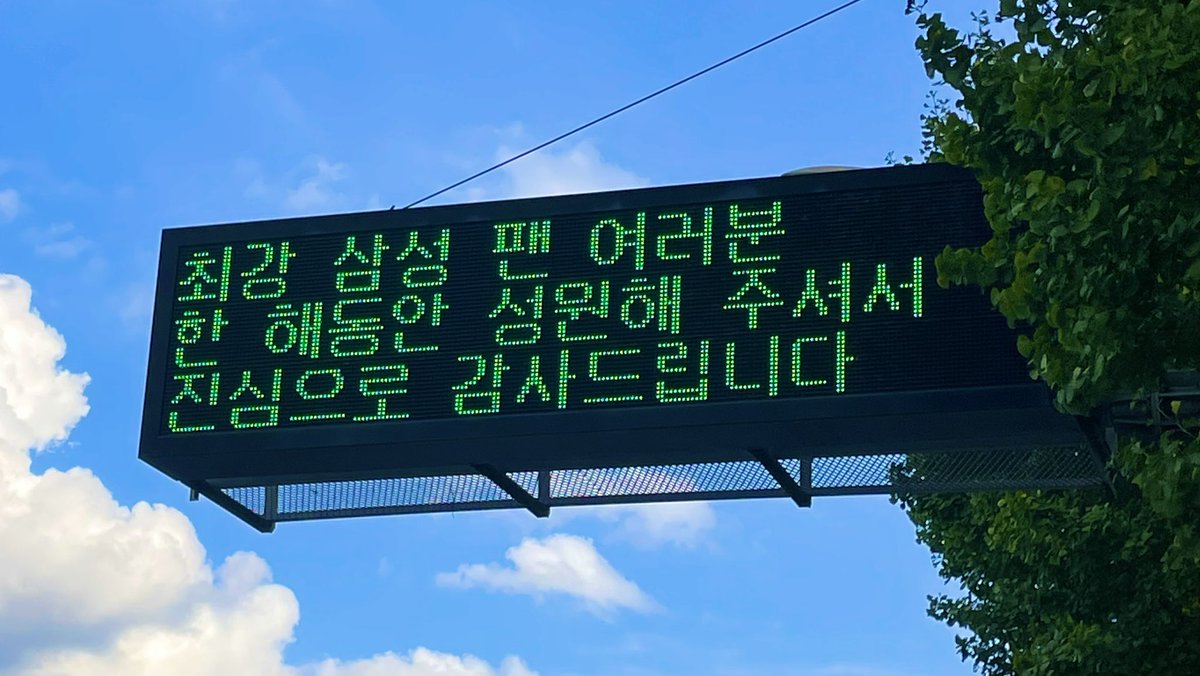 최강 삼성 팬 여러분
한 해동안 성원해 주셔서
진심으로 감사드립니다